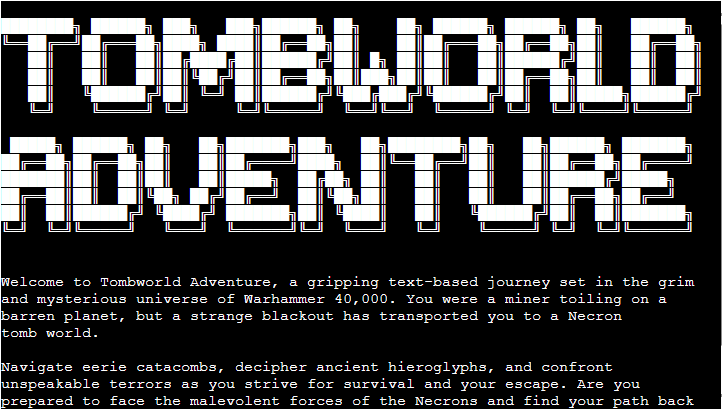 TOMBWORLD
ADVENTURE
Welcome to Tombworld Adventure, a gripping text-based journey set in the grim
and mysterious universe of Warhammer 40,000. You were a miner toiling on a
barren planet, but a strange blackout has transported you to a Necron
tomb world.
Navigate eerie catacombs, decipher ancient hieroglyphs, and confront
unspeakable terrors as you strive for survival and your escape. Are you
prepared to face the malevolent forces of the Necrons and find your path back